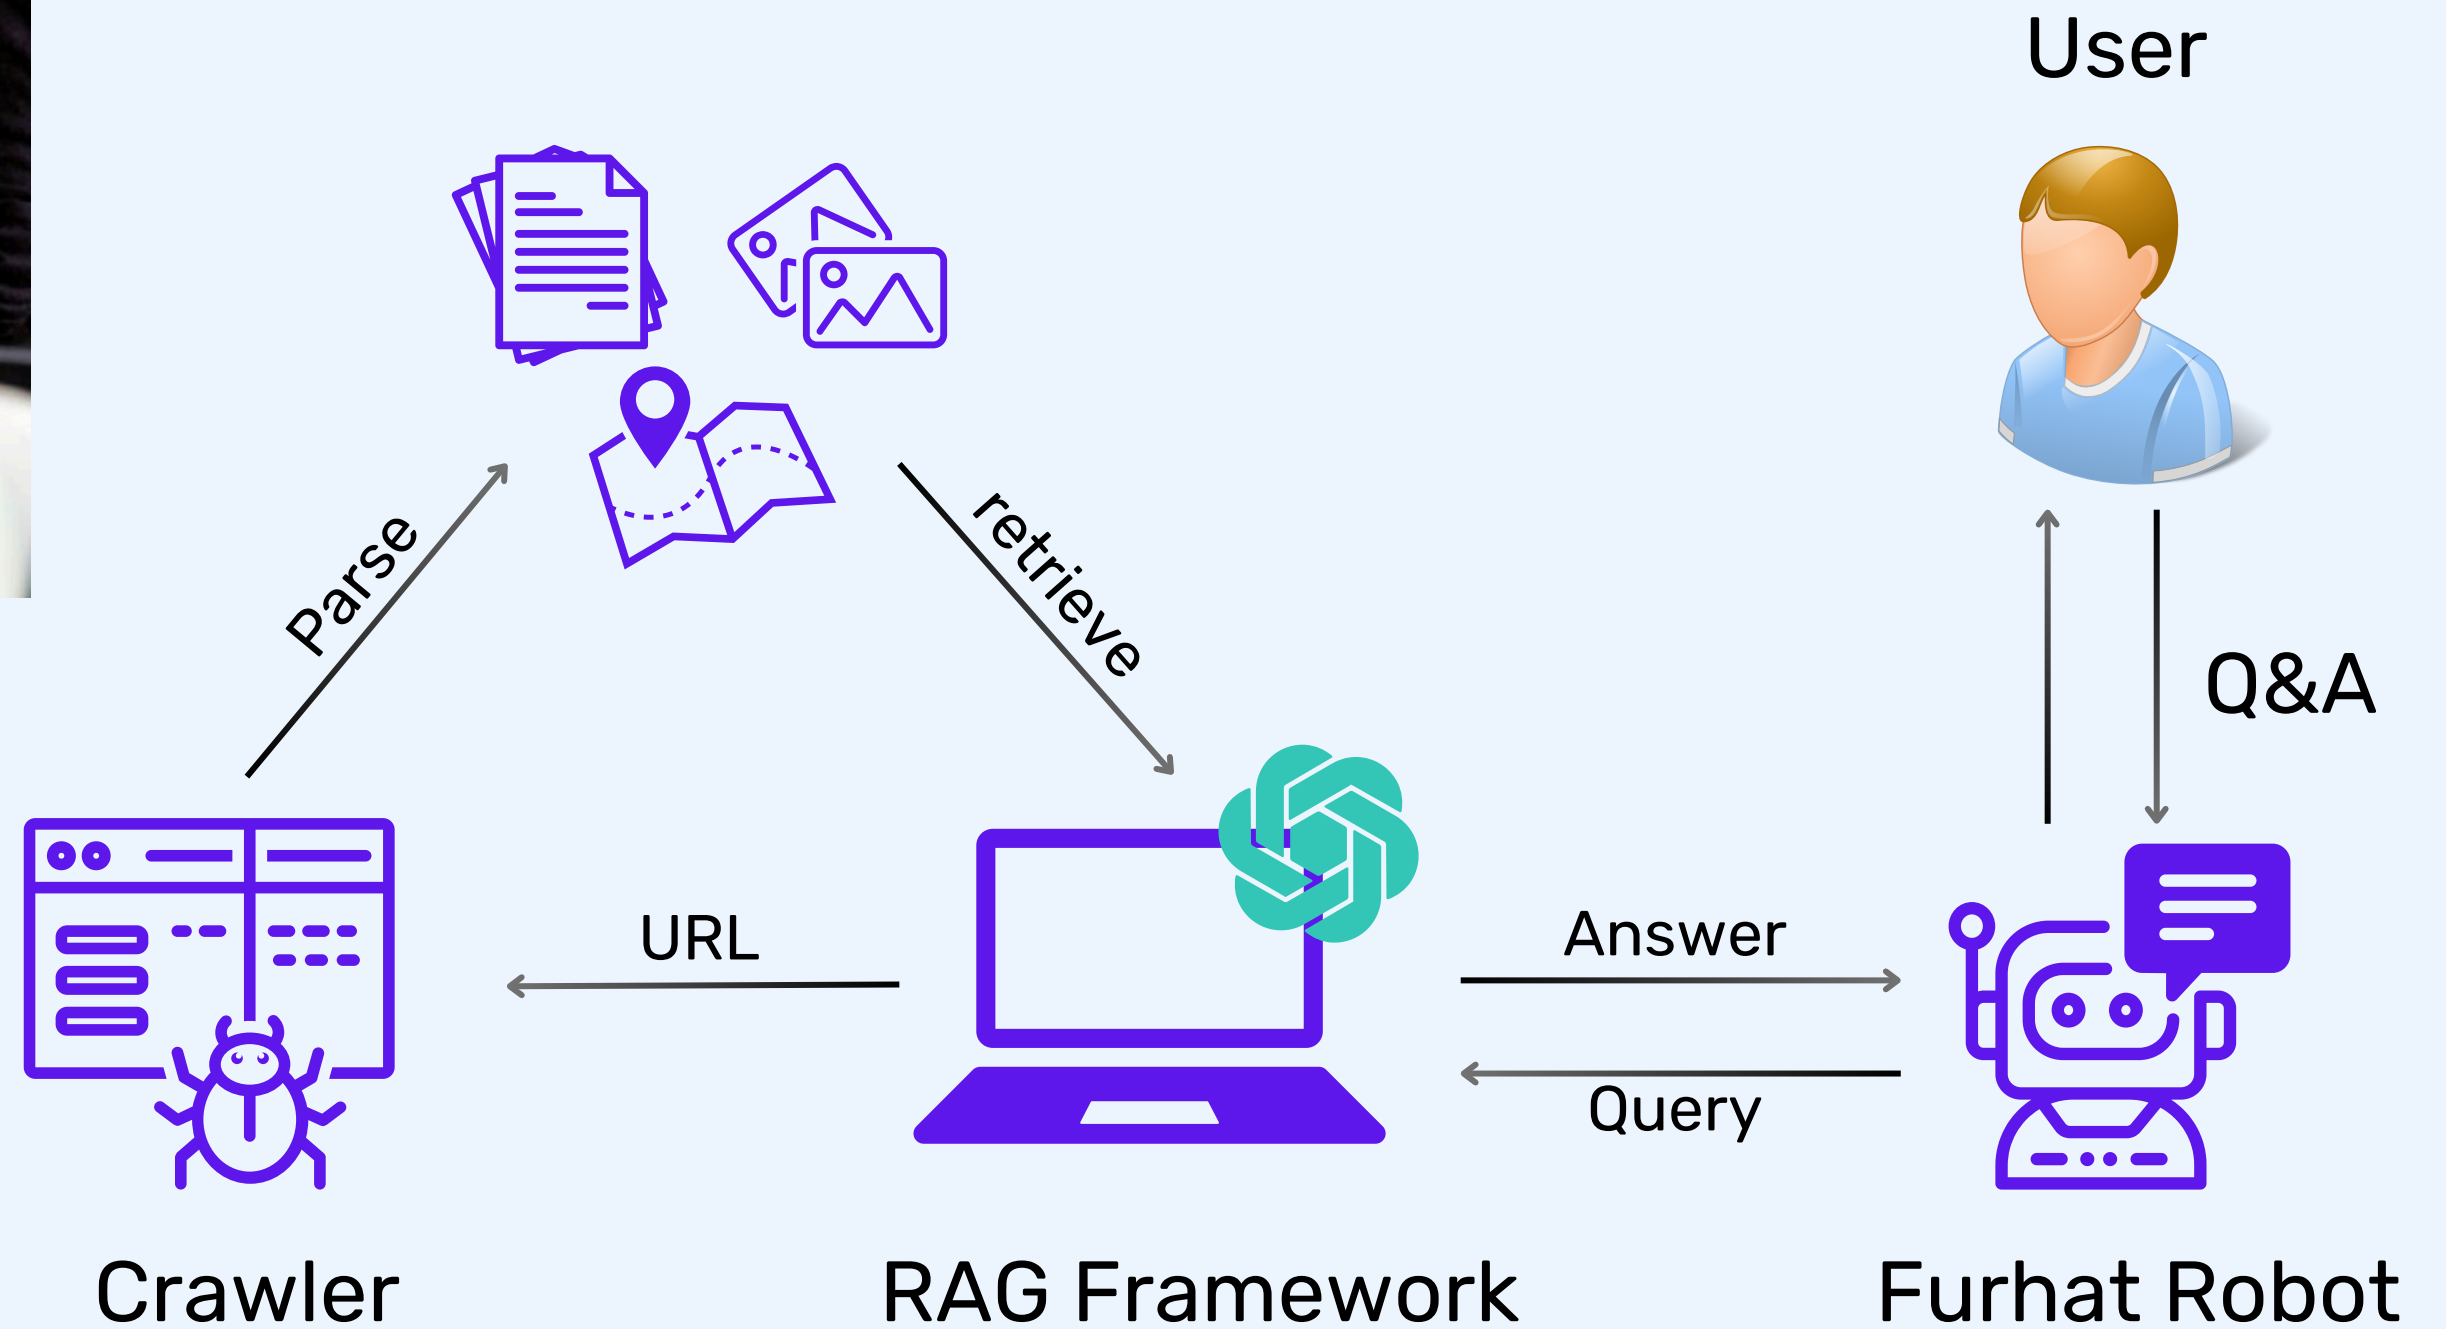 User
Parse
retrieve
Q&A
URL
Answer
Query
Crawler
RAG Framework
Furhat Robot